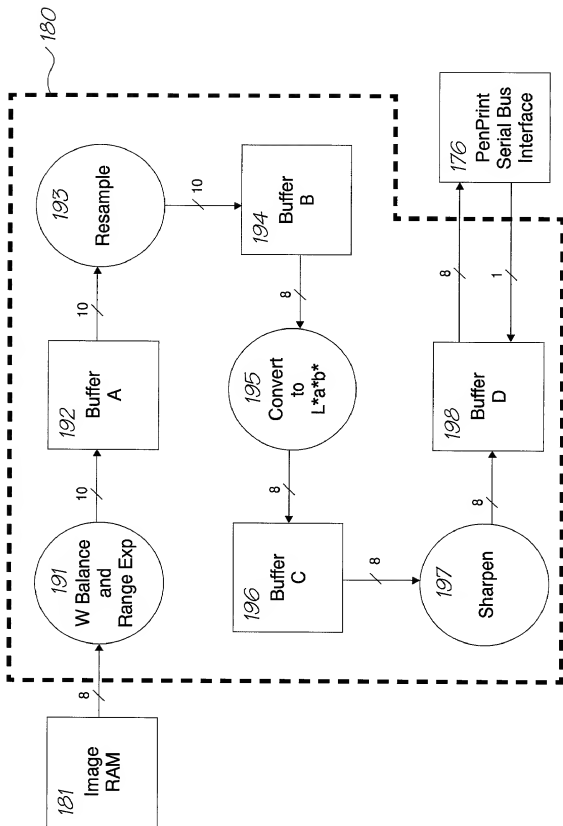 180
181
Image
RAM
8
191
W Balance
and
Range Exp
10
192
Buffer
A
10
193
Resample
10
194
Buffer
B
8
195
Convert
to
L*a*b*
8
196
Buffer
C
8
197
Sharpen
8
198
Buffer
D
8
1
176
PenPrint
Serial Bus
Interface